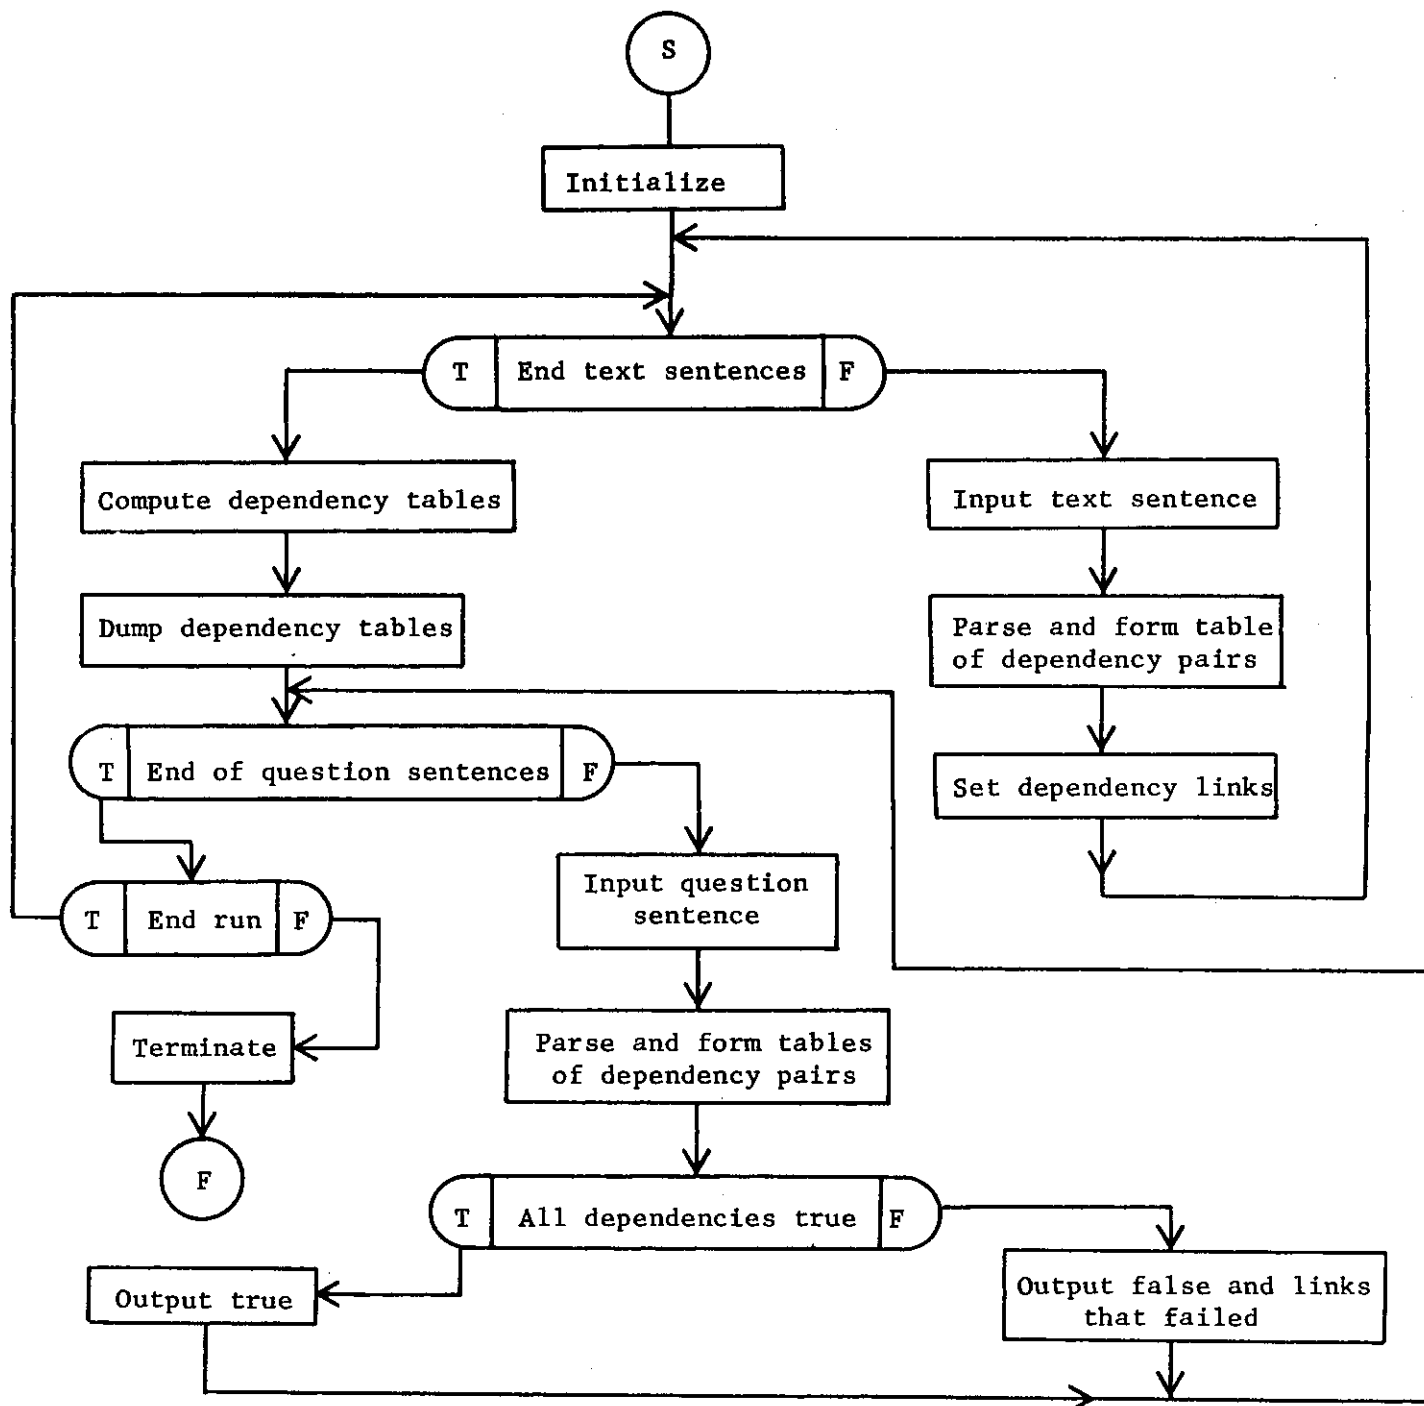 S
Initialize
T End text sentences F
Compute dependency tables
Input text sentence
Dump dependency tables
Parse and form table
of dependency pairs
T End of question sentences F
Set dependency links
Input question
sentence
T End run F
Terminate
Parse and form tables
of dependency pairs
F
T All dependencies true F
Output true
Output false and links
that failed